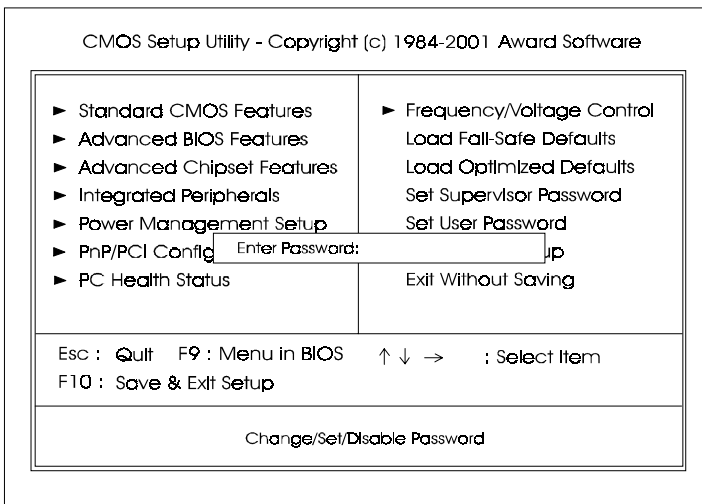 CMOS Setup Utility - Copyright (c) 1984-2001 Award Software
► Standard CMOS Features
► Advanced BIOS Features
► Advanced Chipset Features
► Integrated Peripherals
► Power Management Setup
► PnP/PCI Config
► PC Health Status
► Frequency/Voltage Control
Load Fail-Safe Defaults
Load Optimized Defaults
Set Supervisor Password
Set User Password
up
Exit Without Saving
Enter Password:
Esc : Quit F9 : Menu in BIOS ↑ ↓ → : Select Item
F10 : Save & Exit Setup
Change/Set/Disable Password